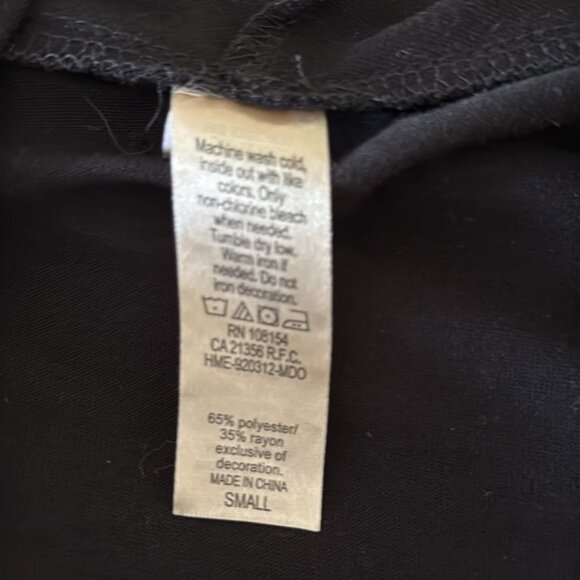 Machine wash cold,
inside out with like
colors. Only
non-chlorine bleach
when needed.
Tumble dry low.
Warm iron if
needed. Do not
iron decoration.
RN 108154
CA 21356 R.F.C.
HME-920312-MDO
65% polyester/
35% rayon
exclusive of
decoration.
MADE IN CHINA
SMALL